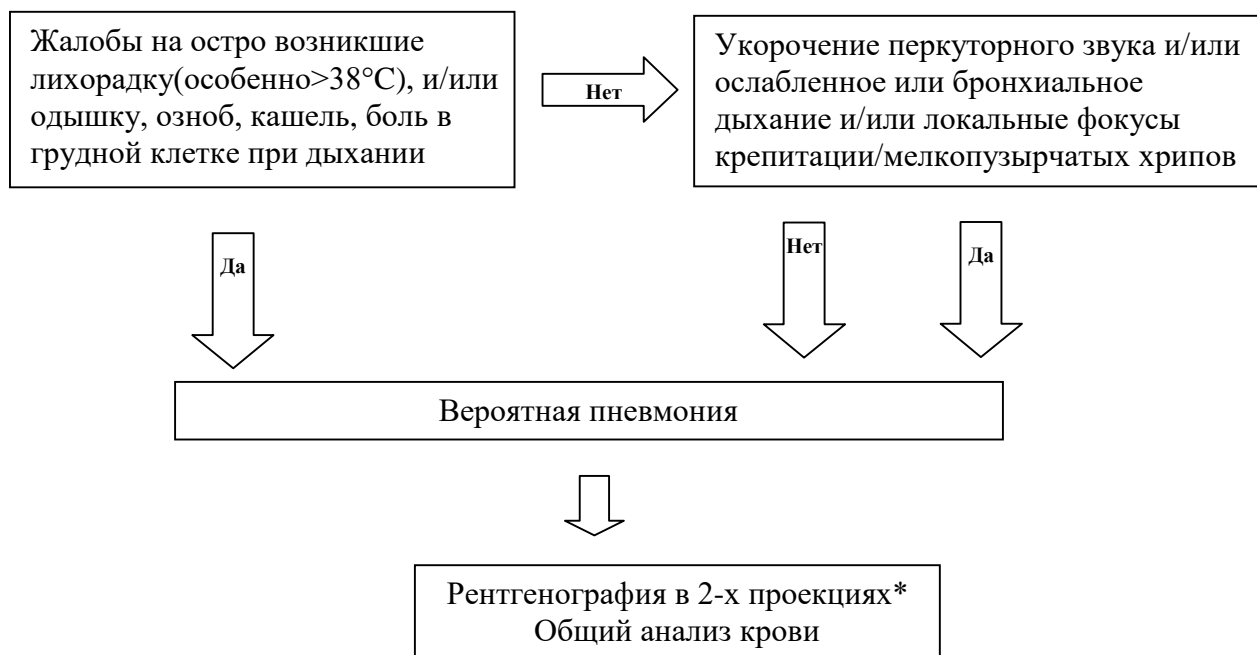 Жалобы на остро возникшие
лихорадку(особенно>38°С), и/или
одышку, озноб, кашель, боль в
грудной клетке при дыхании
Нет
Укорочение перкуторного звука и/или
ослабленное или бронхиальное
дыхание и/или локальные фокусы
крепитации/мелкопузырчатых хрипов
Да
Нет
Да
Вероятная пневмония
Рентгенография в 2-х проекциях*
Общий анализ крови